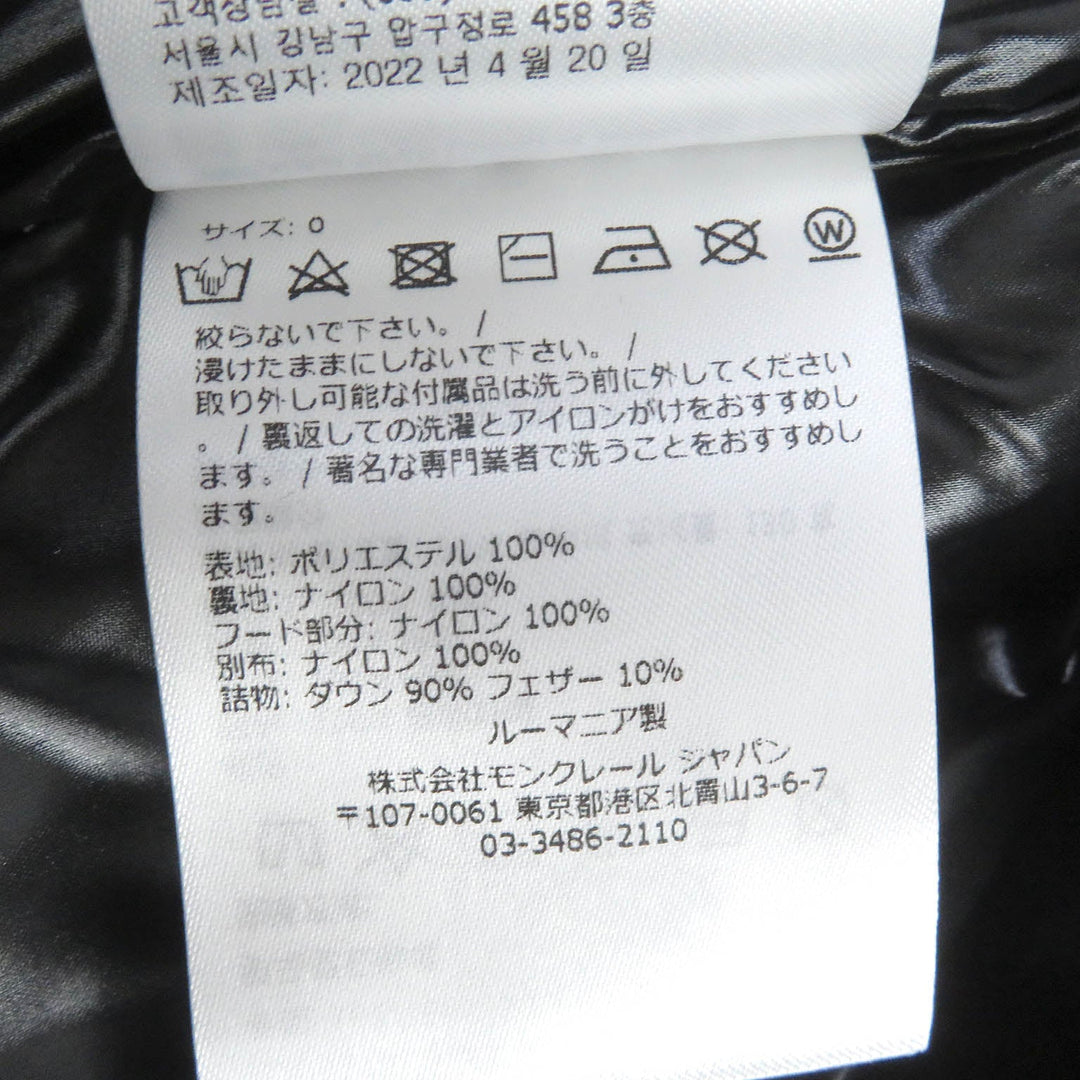 고객상담실 :
서울시 강남구 압구정로 458 3층
제조일자: 2022 년 4 월 20 일
サイズ: 0
W
絞らないで下さい。 /
浸けたままにしないで下さい。 /
取り外し可能な付属品は洗う前に外してください
。 / 裏返しての洗濯とアイロンがけをおすすめし
ます。 / 著名な専門業者で洗うことをおすすめし
ます。
表地: ポリエステル 100%
裏地: ナイロン 100%
フード部分: ナイロン 100%
別布: ナイロン 100%
詰物: ダウン 90% フェザー 10%
ルーマニア製
株式会社モンクレール ジャパン
〒107-0061 東京都港区北青山3-6-7
03-3486-2110